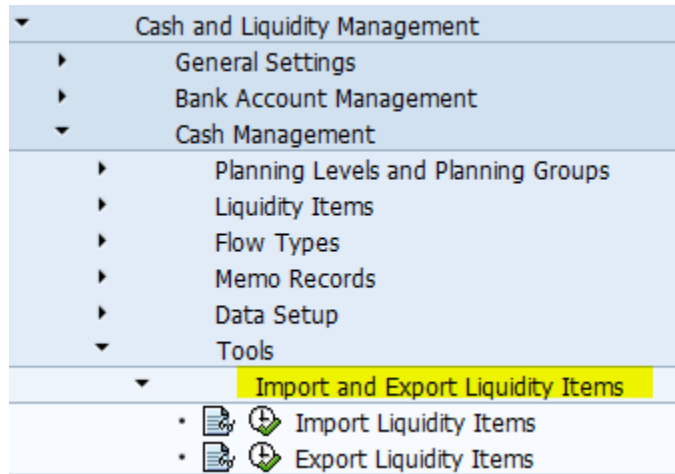 Cash and Liquidity Management
General Settings
Bank Account Management
Cash Management
Planning Levels and Planning Groups
Liquidity Items
Flow Types
Memo Records
Data Setup
Tools
Import and Export Liquidity Items
Import Liquidity Items
Export Liquidity Items